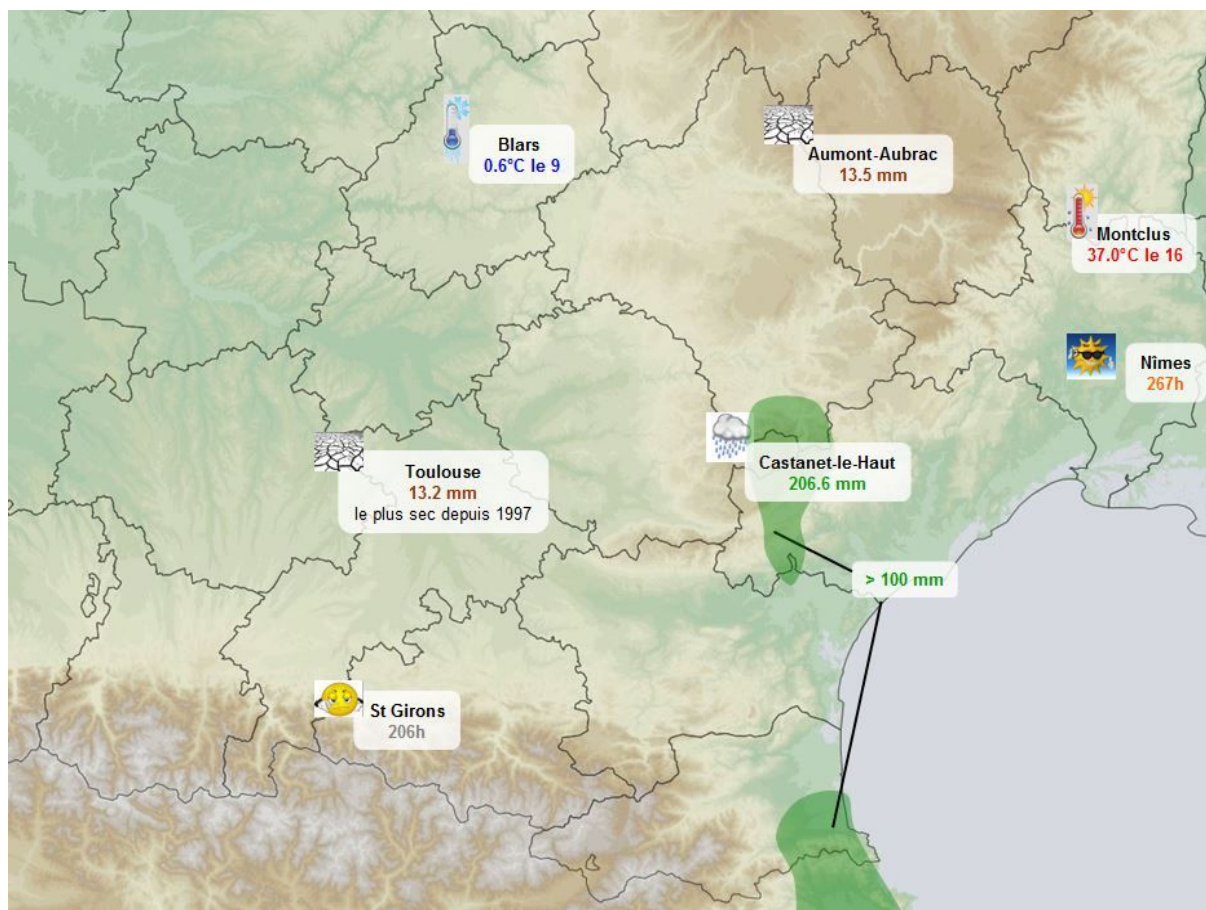 Blars
0.6°C le 9
Aumont-Aubrac
13.5 mm
Montclus
37.0°C le 16
Nîmes
267h
Castanet-le-Haut
206.6 mm
Toulouse
13.2 mm
le plus sec depuis 1997
> 100 mm
St Girons
206h